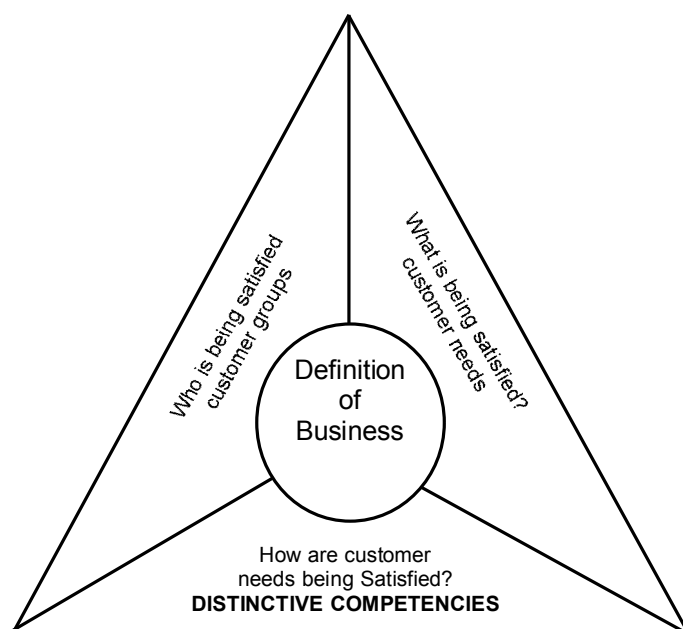 Who is being satisfied
customer groups
What is being satisfied?
customer needs
Definition
of
Business
How are customer
needs being Satisfied?
DISTINCTIVE COMPETENCIES